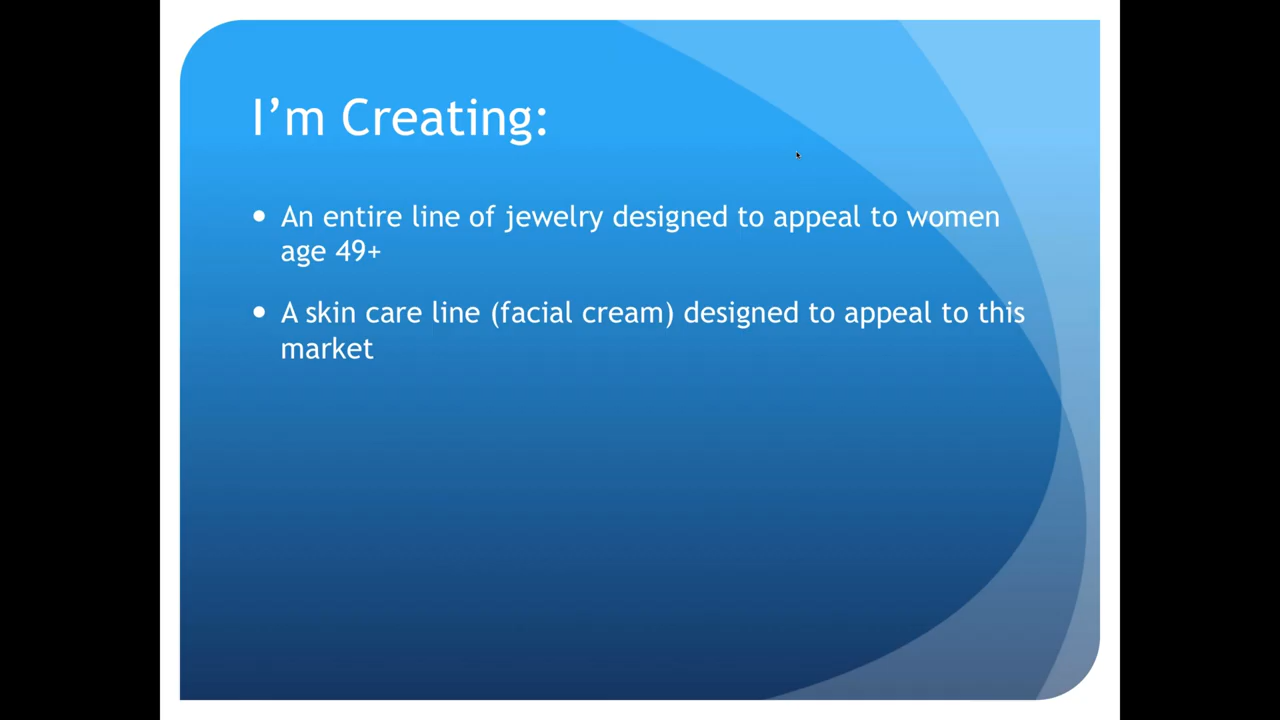 I'm Creating:
• An entire line of jewelry designed to appeal to women
age 49+
• A skin care line (facial cream) designed to appeal to this
market